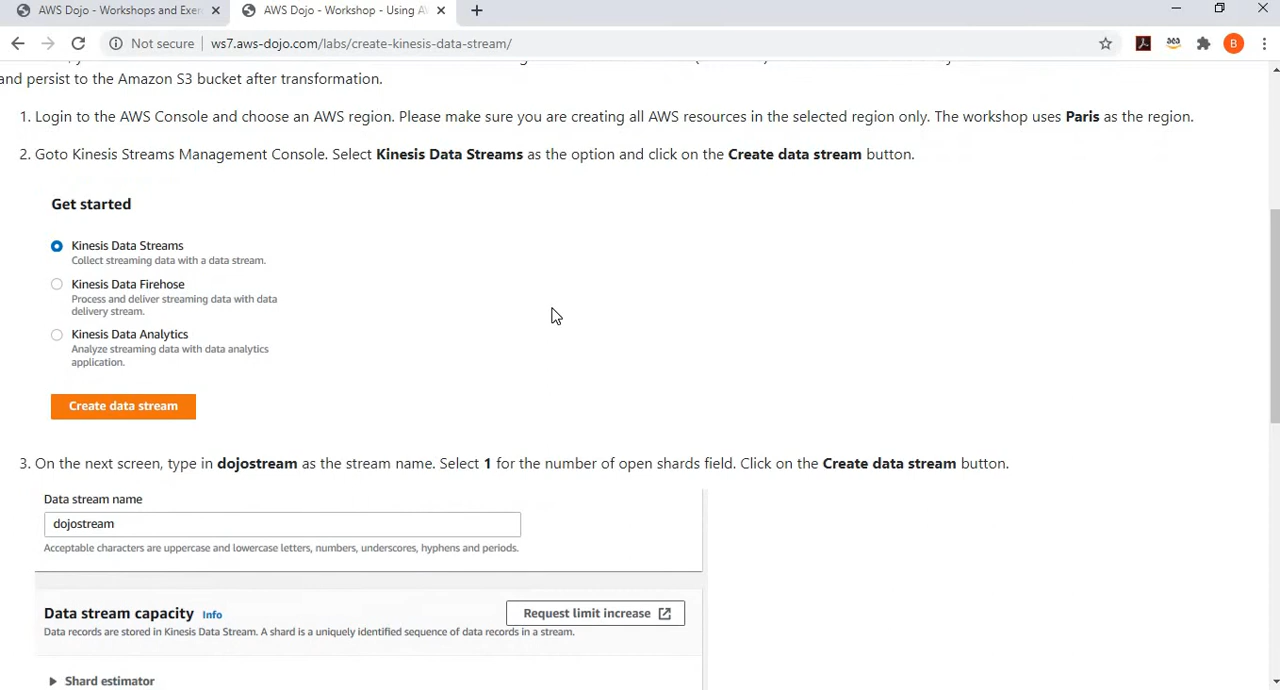 AWS Dojo - Workshops and Exer
AWS Dojo - Workshop - Using AV
Not secure
ws7.aws-dojo.com/labs/create-kinesis-data-stream/
B
and persist to the Amazon S3 bucket after transformation.
1. Login to the AWS Console and choose an AWS region. Please make sure you are creating all AWS resources in the selected region only. The workshop uses Paris as the region.
2. Goto Kinesis Streams Management Console. Select Kinesis Data Streams as the option and click on the Create data stream button.
Get started
Kinesis Data Streams
Collect streaming data with a data stream.
Kinesis Data Firehose
Process and deliver streaming data with data
delivery stream.
Kinesis Data Analytics
Analyze streaming data with data analytics
application.
Create data stream
3. On the next screen, type in dojostream as the stream name. Select 1 for the number of open shards field. Click on the Create data stream button.
Data stream name
dojostream
Acceptable characters are uppercase and lowercase letters, numbers, underscores, hyphens and periods.
Data stream capacity Info
Request limit increase
Data records are stored in Kinesis Data Stream. A shard is a uniquely identified sequence of data records in a stream.
Shard estimator